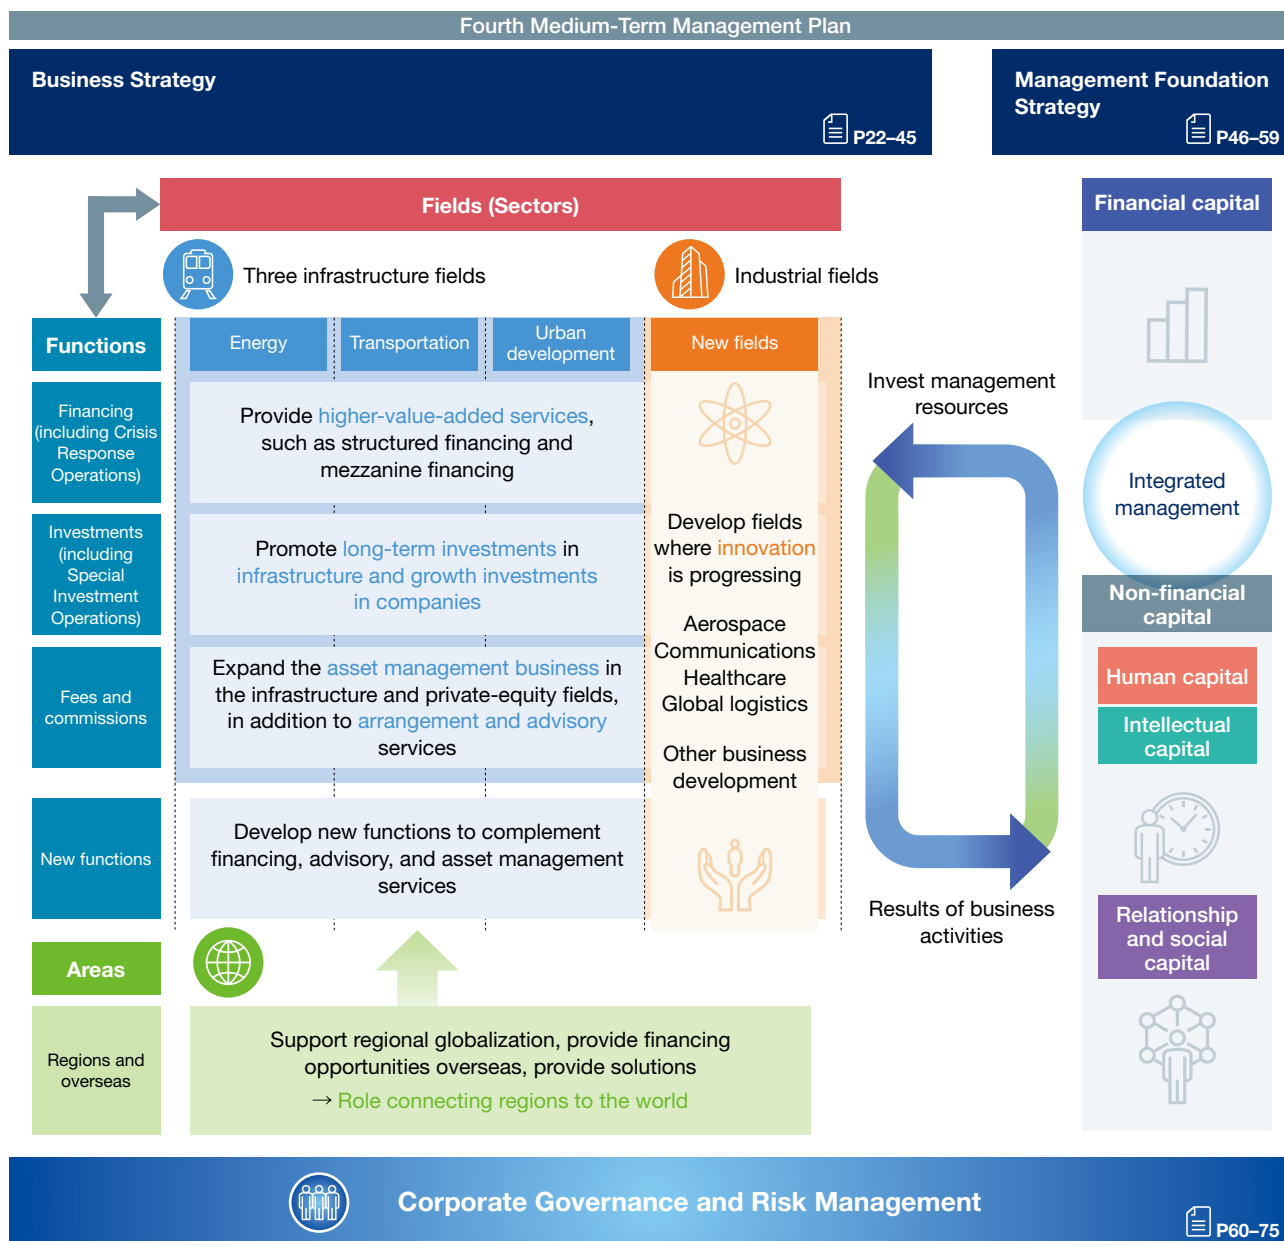 Fourth Medium-Term Management Plan
Business Strategy
P22–45
Management Foundation
Strategy
P46–59
Fields (Sectors)
Three infrastructure fields
Industrial fields
Functions
Energy
Transportation
Urban
development
New fields
Financing
(including Crisis
Response
Operations)
Provide higher-value-added services,
such as structured financing and
mezzanine financing
Investments
(including
Special
Investment
Operations)
Promote long-term investments in
infrastructure and growth investments
in companies
Fees and
commissions
Expand the asset management business in
the infrastructure and private-equity fields,
in addition to arrangement and advisory
services
New functions
Develop new functions to complement
financing, advisory, and asset management
services
Develop fields
where innovation
is progressing
Aerospace
Communications
Healthcare
Global logistics
Other business
development
Areas
Regions and
overseas
Support regional globalization, provide financing
opportunities overseas, provide solutions
→ Role connecting regions to the world
Invest management
resources
Results of business
activities
Financial capital
Integrated
management
Non-financial
capital
Human capital
Intellectual
capital
Relationship
and social
capital
Corporate Governance and Risk Management
P60–75